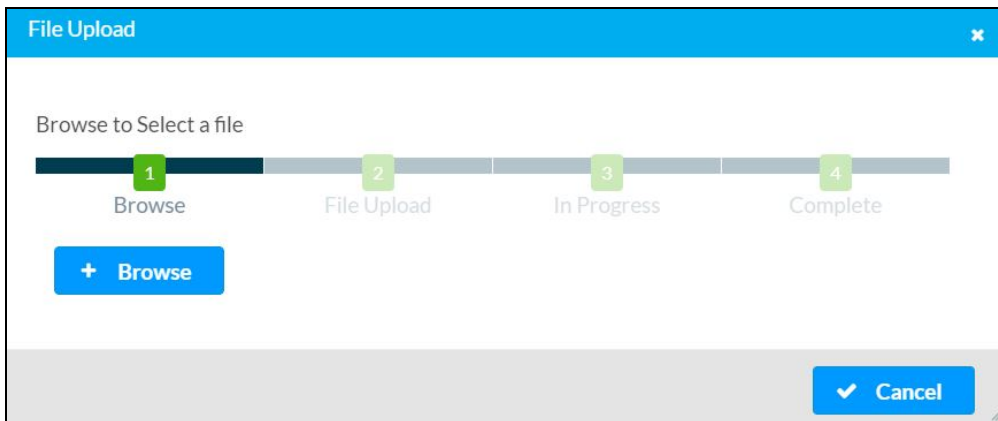 File Upload
Browse to Select a file
1 2 3 4
Browse File Upload In Progress Complete
+ Browse
Cancel